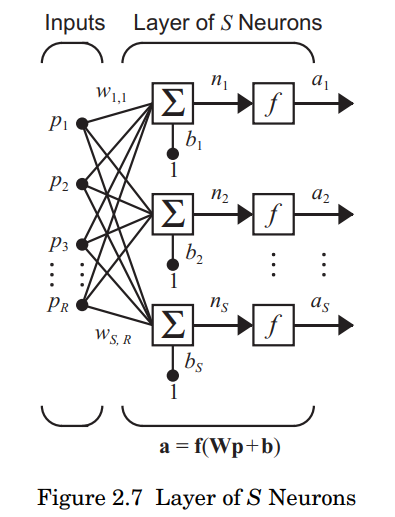 Inputs Layer of S Neurons
w1,1 n1 a1
Σ f
p1 b1
1
p2 n2 a2
Σ f
p3 b2
1
pR nS aS
wS, R Σ f
bS
1
a = f(Wp+b)
Figure 2.7 Layer of S Neurons